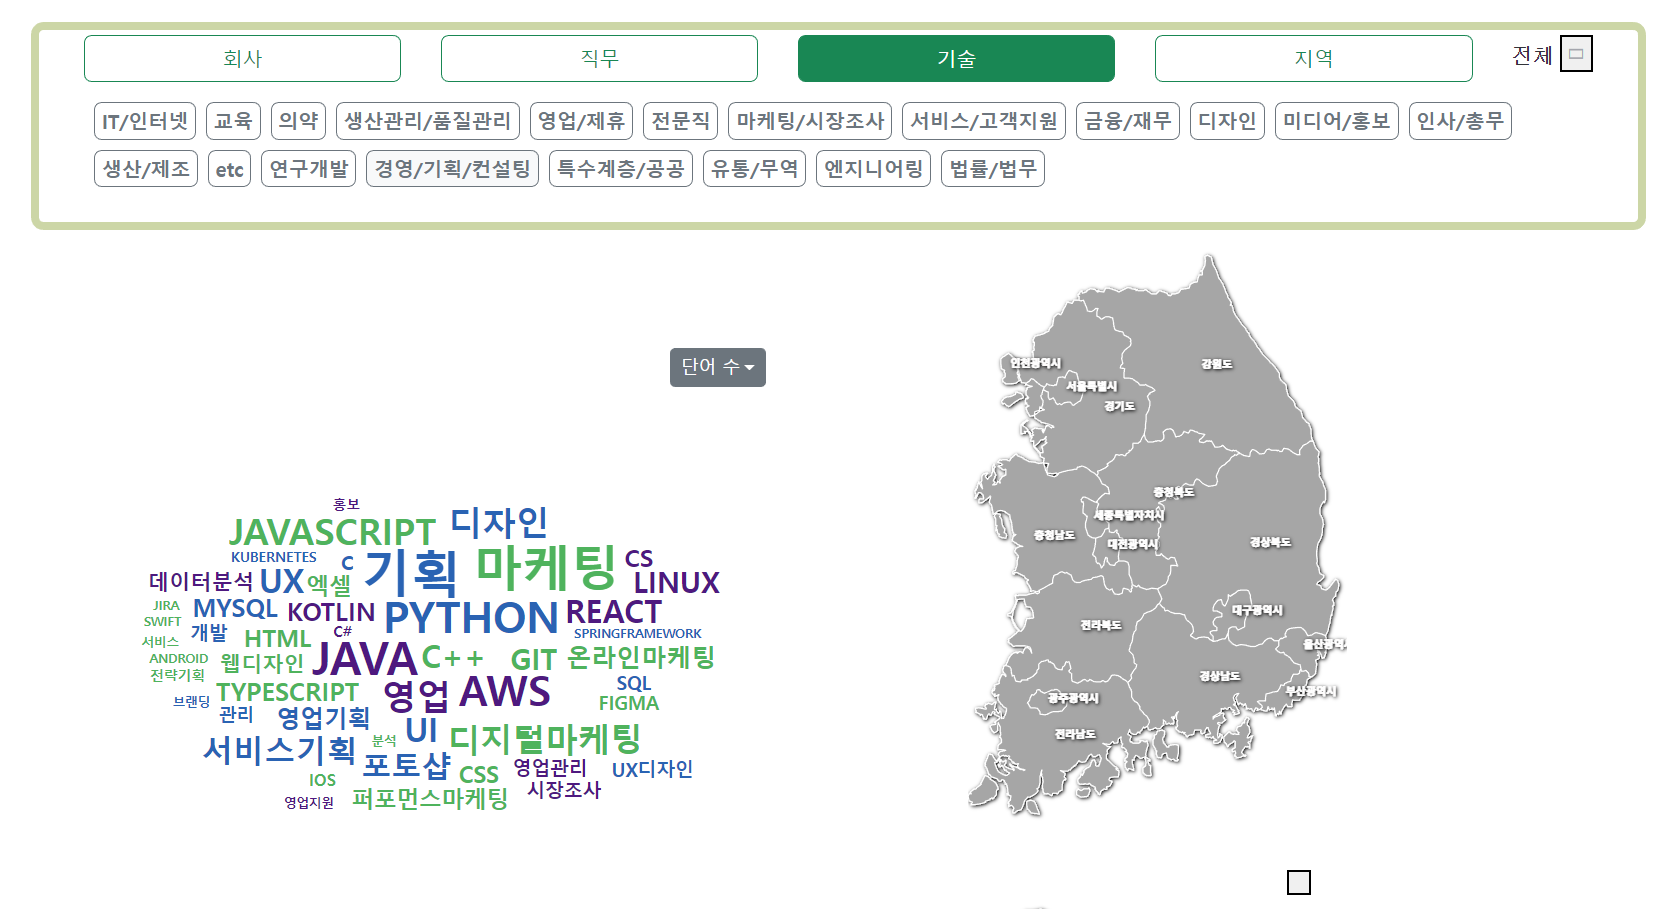 회사 직무 기술 지역 전체
IT/인터넷 교육 의약 생산관리/품질관리 영업/제휴 전문직 마케팅/시장조사 서비스/고객지원 금융/재무 디자인 미디어/홍보 인사/총무
생산/제조 etc 연구개발 경영/기획/컨설팅 특수계층/공공 유통/무역 엔지니어링 법률/법무
단어 수
홍보
JAVASCRIPT 디자인
KUBERNETES C 기획 마케팅 CS
데이터분석 UX 엑셀 LINUX
JIRA MYSQL KOTLIN PYTHON REACT
SWIFT 개발 C# SPRINGFRAMEWORK
서비스 HTML JAVA C++ GIT 온라인마케팅
ANDROID 웹디자인
전략기획 TYPESCRIPT 영업 AWS SQL
브랜딩 관리 영업기획 FIGMA
서비스기획 분석 UI 디지털마케팅
포토샵 CSS 영업관리 UX디자인
IOS 시장조사
영업지원 퍼포먼스마케팅
인천광역시 강원도
서울특별시
경기도
충청북도
세종특별자치시
충청남도 대전광역시 경상북도
대구광역시
전라북도
울산광역
경상남도
광주광역시 부산광역시
전라남도